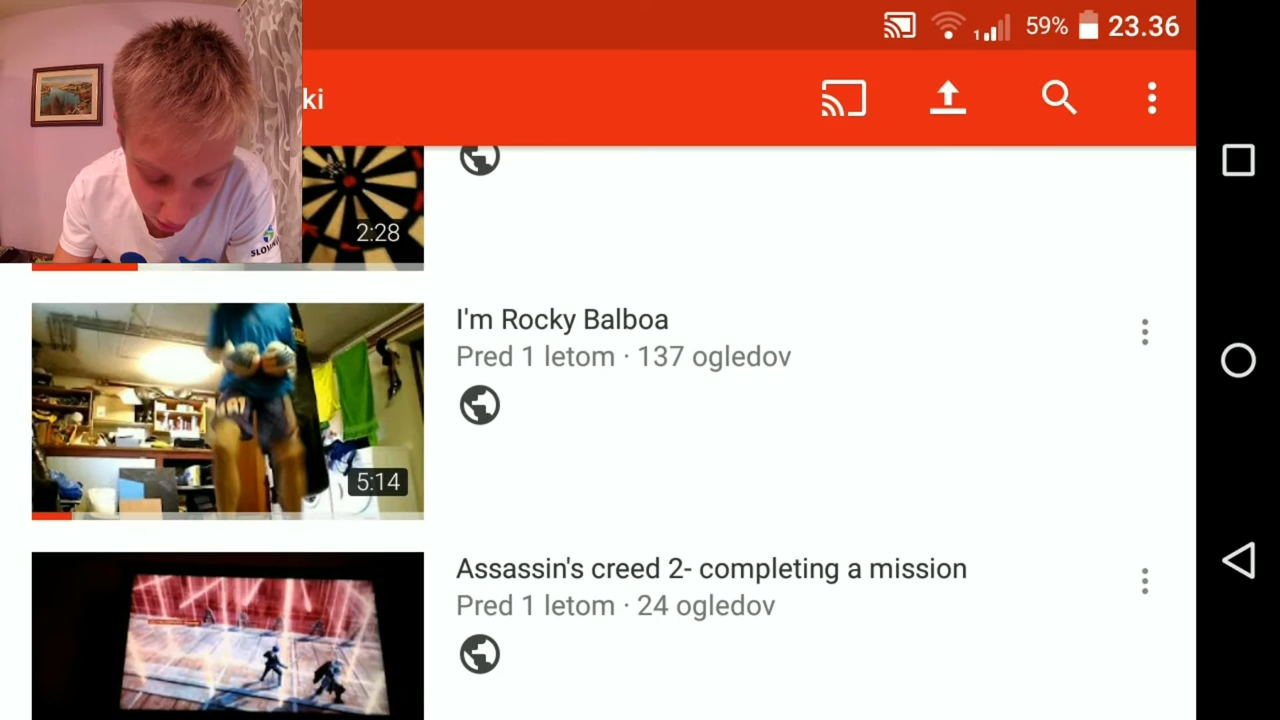 59% 23.36
ki
2:28
I'm Rocky Balboa
Pred 1 letom · 137 ogledov
5:14
Assassin's creed 2- completing a mission
Pred 1 letom · 24 ogledov